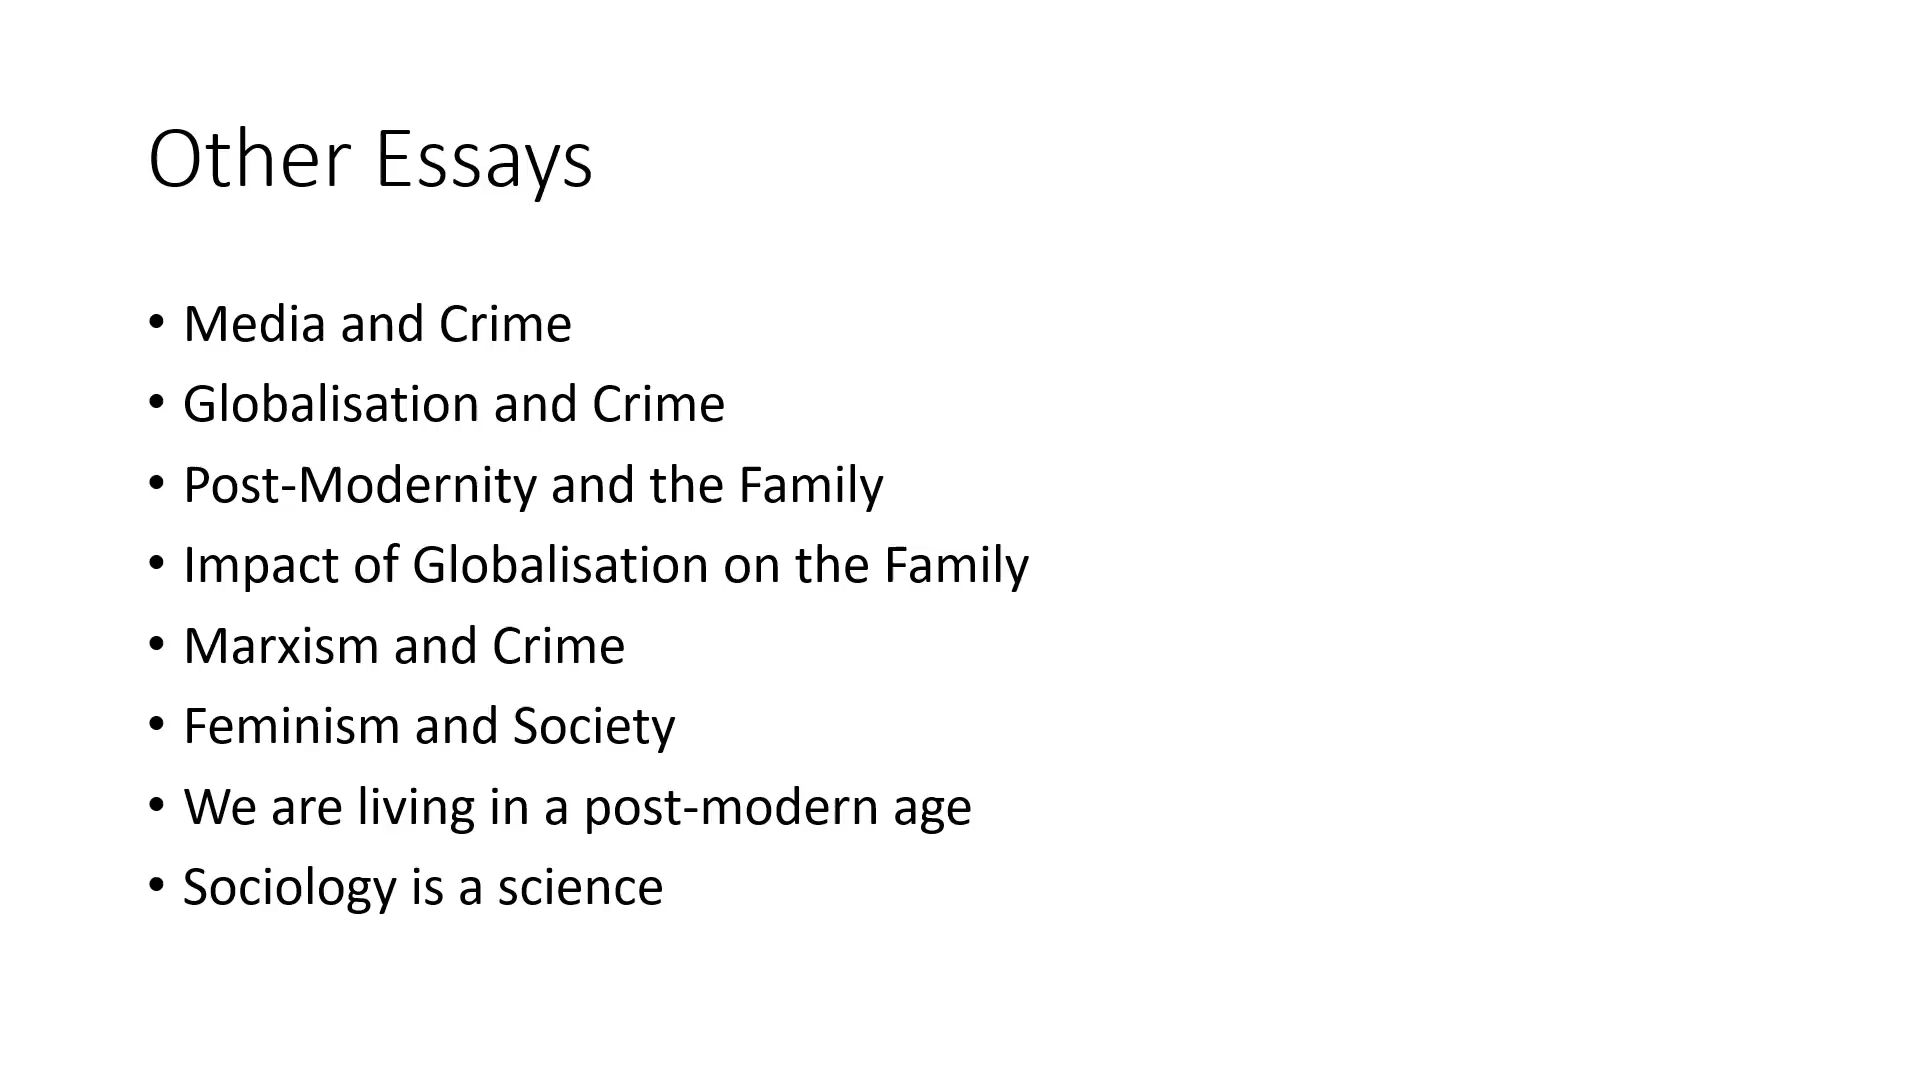 Other Essays
• Media and Crime
• Globalisation and Crime
• Post-Modernity and the Family
• Impact of Globalisation on the Family
• Marxism and Crime
• Feminism and Society
• We are living in a post-modern age
• Sociology is a science